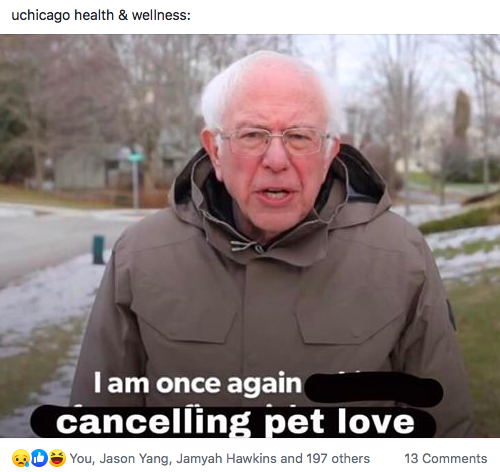 uchicago health & wellness:
I am once again
cancelling pet love
You, Jason Yang, Jamyah Hawkins and 197 others 13 Comments